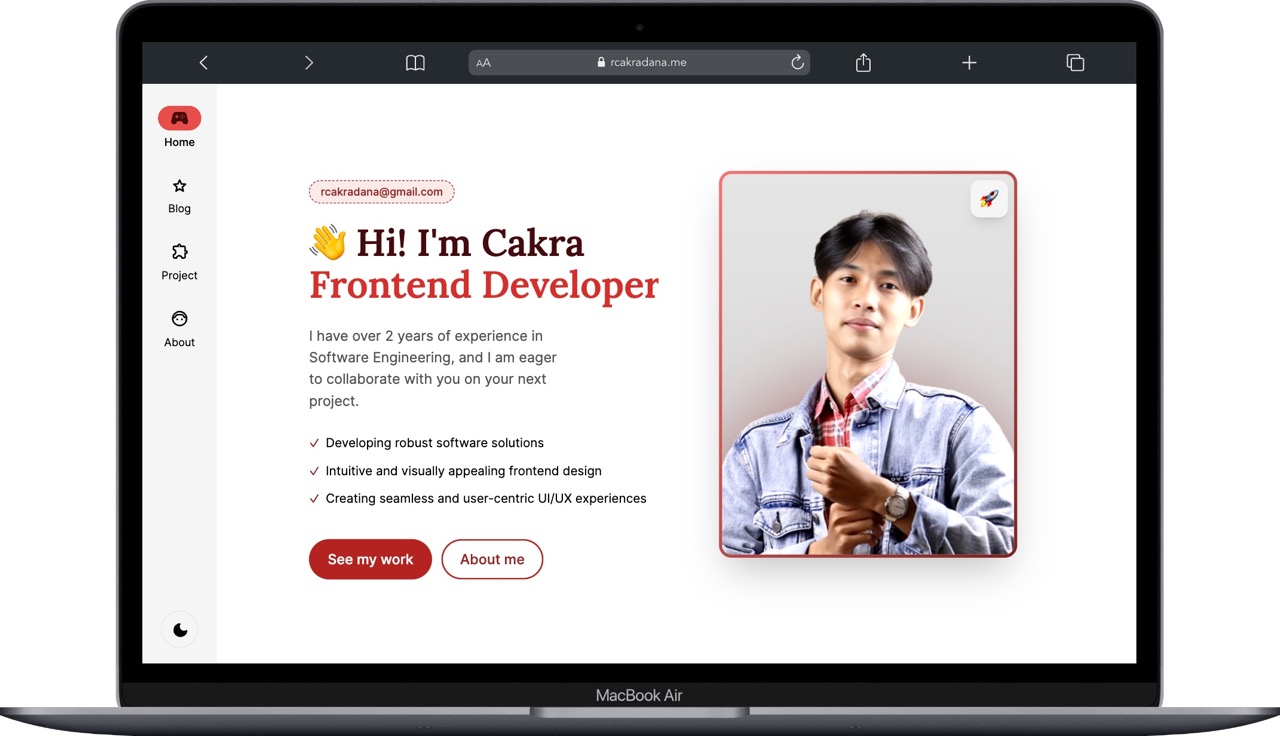 AA
rcakradana.me
Home
Blog
Project
About
rcakradana@gmail.com
👋 Hi! I'm Cakra
Frontend Developer
I have over 2 years of experience in
Software Engineering, and I am eager
to collaborate with you on your next
project.
Developing robust software solutions
Intuitive and visually appealing frontend design
Creating seamless and user-centric UI/UX experiences
See my work
About me
MacBook Air